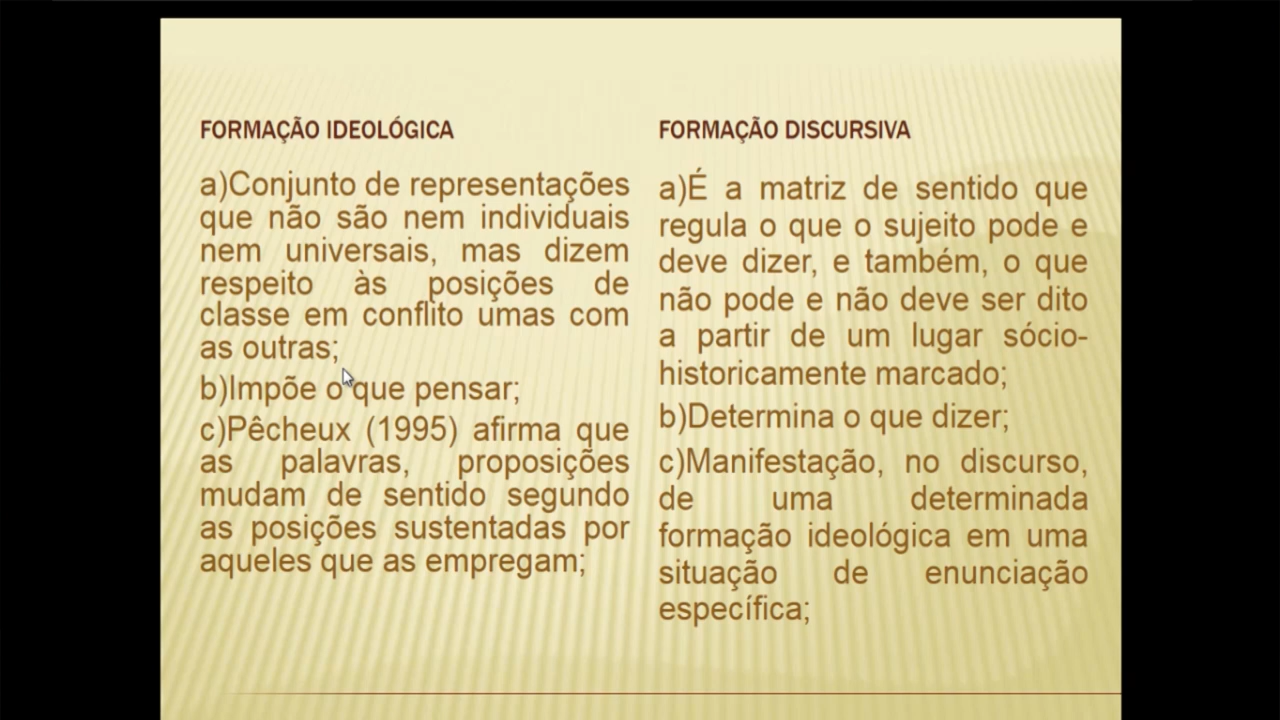 FORMAÇÃO IDEOLÓGICA
a)Conjunto de representações
que não são nem individuais
nem universais, mas dizem
respeito às posições de
classe em conflito umas com
as outras;
b)Impõe o que pensar;
c)Pêcheux (1995) afirma que
as palavras, proposições
mudam de sentido segundo
as posições sustentadas por
aqueles que as empregam;
FORMAÇÃO DISCURSIVA
a)É a matriz de sentido que
regula o que o sujeito pode e
deve dizer, e também, o que
não pode e não deve ser dito
a partir de um lugar sócio-
historicamente marcado;
b)Determina o que dizer;
c)Manifestação, no discurso,
de uma determinada
formação ideológica em uma
situação de enunciação
específica;